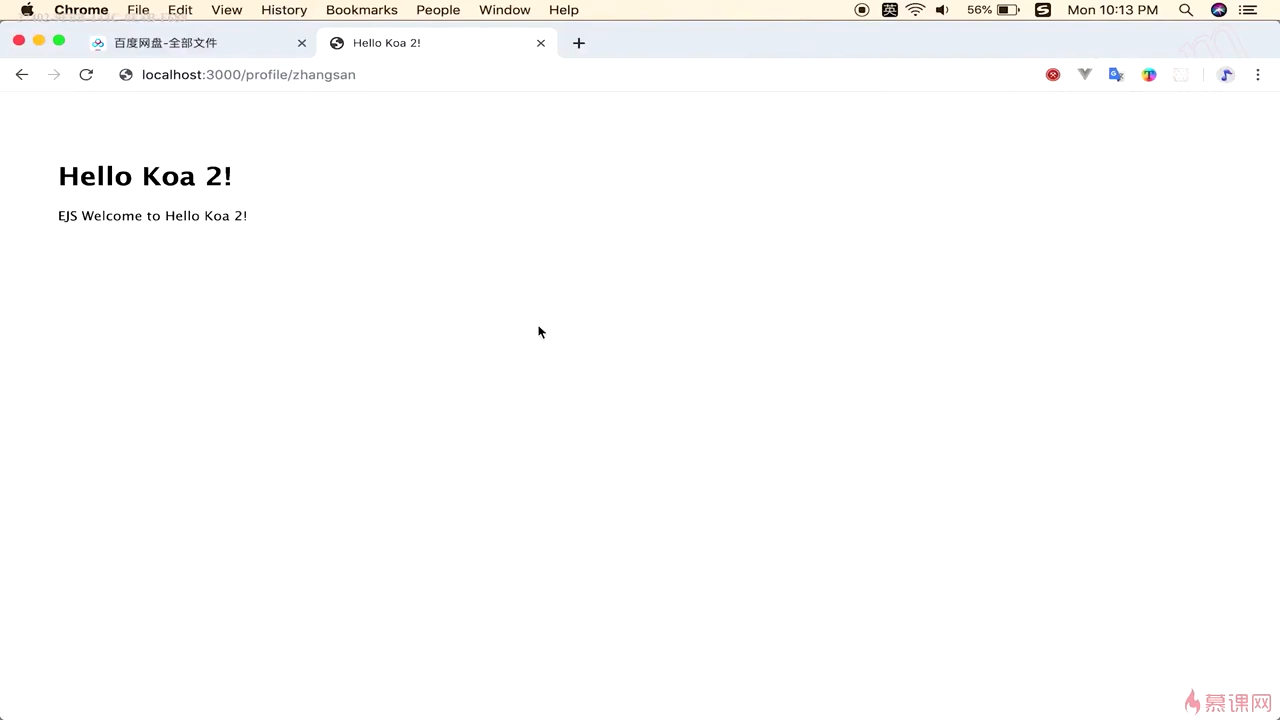 Chrome File Edit View History Bookmarks People Window Help 英 56% Mon 10:13 PM
百度网盘-全部文件 Hello Koa 2!
localhost:3000/profile/zhangsan
Hello Koa 2!
EJS Welcome to Hello Koa 2!
慕课网